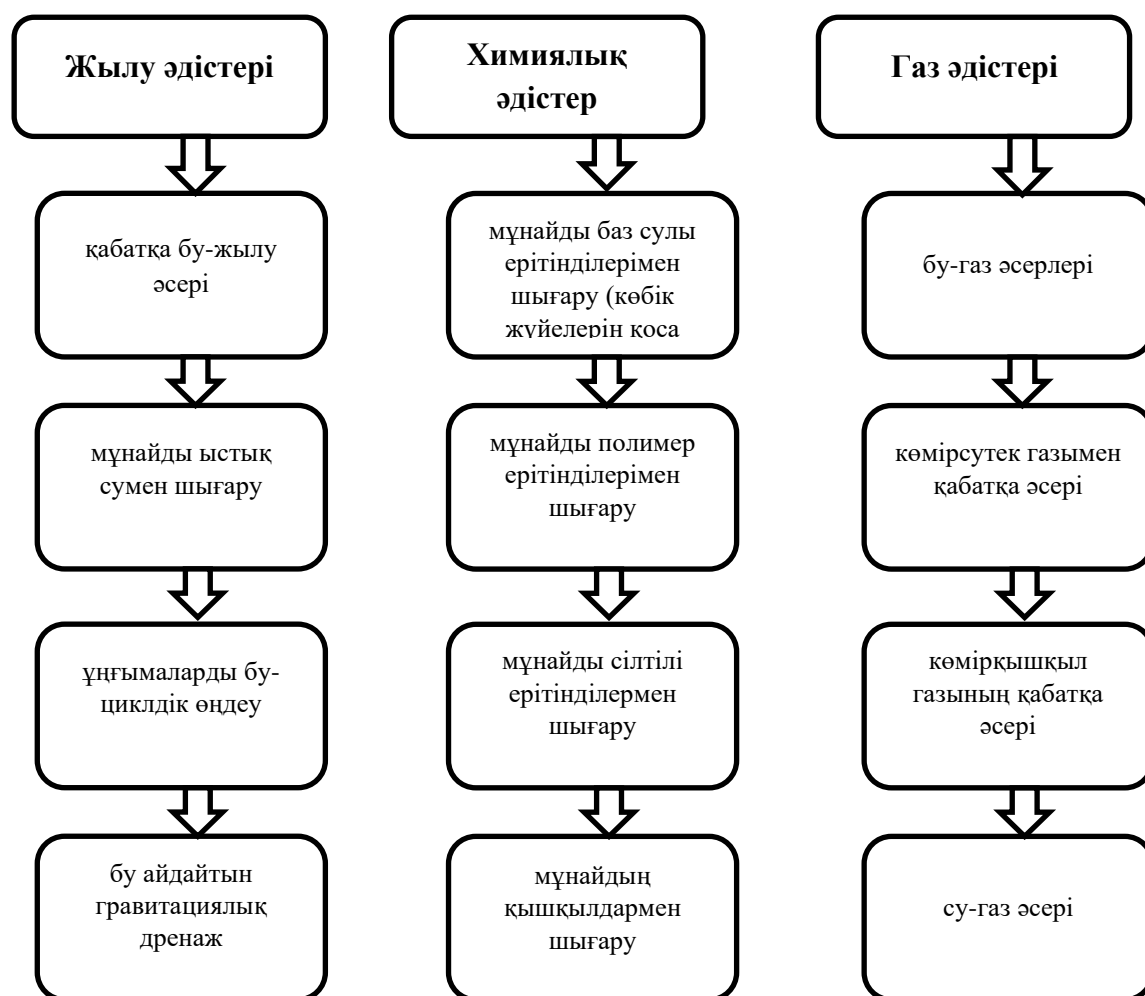 Жылу әдістері
қабатқа бу-жылу
әсері
мұнайды ыстық
сумен шығару
ұңғымаларды бу-
циклдік өңдеу
бу айдайтын
гравитациялық
дренаж
Химиялық
әдістер
мұнайды баз сулы
ерітінділерімен
шығару (көбік
жүйелерін қоса
мұнайды полимер
ерітінділерімен
шығару
мұнайды сілтілі
ерітінділермен
шығару
мұнайдың
қышқылдармен
шығару
Газ әдістері
бу-газ әсерлері
көмірсутек газымен
қабатқа әсері
көмірқышқыл
газының қабатқа
әсері
су-газ әсері